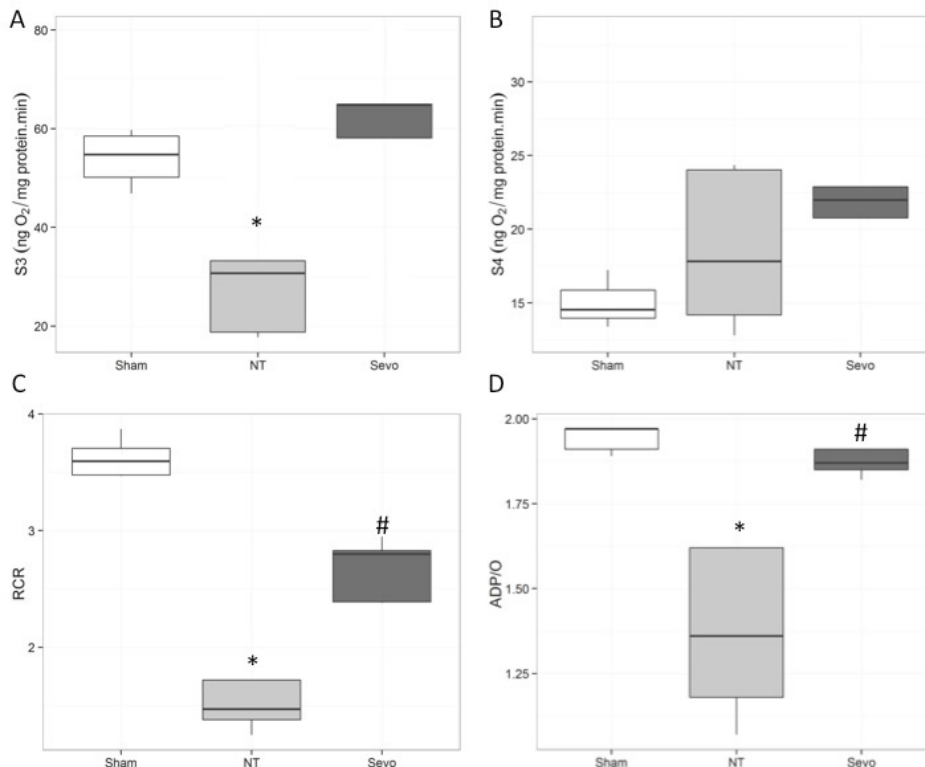 A
S3 (ng O₂/mg protein.min)
80
60
40
20
*
Sham
NT
Sevo
B
S4 (ng O₂/mg protein.min)
30
25
20
15
Sham
NT
Sevo
C
RCR
4
3
2
*
#
Sham
NT
Sevo
D
ADP/O
2.00
1.75
1.50
1.25
*
#
Sham
NT
Sevo